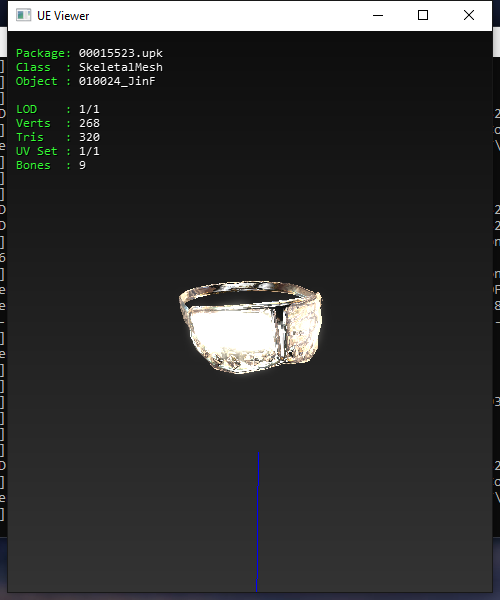 UE Viewer
Package: 00015523.upk
Class : SkeletalMesh
Object : 010024_JinF
LOD : 1/1
Verts : 268
Tris : 320
UV Set : 1/1
Bones : 9